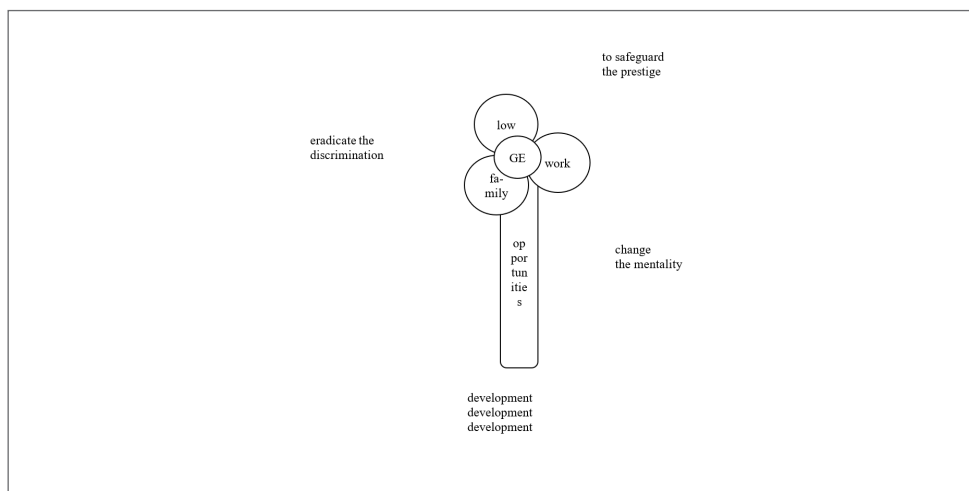 to safeguard
the prestige
low
eradicate the
discrimination
GE
work
fa-
mily
op
por
tun
itie
s
change
the mentality
development
development
development